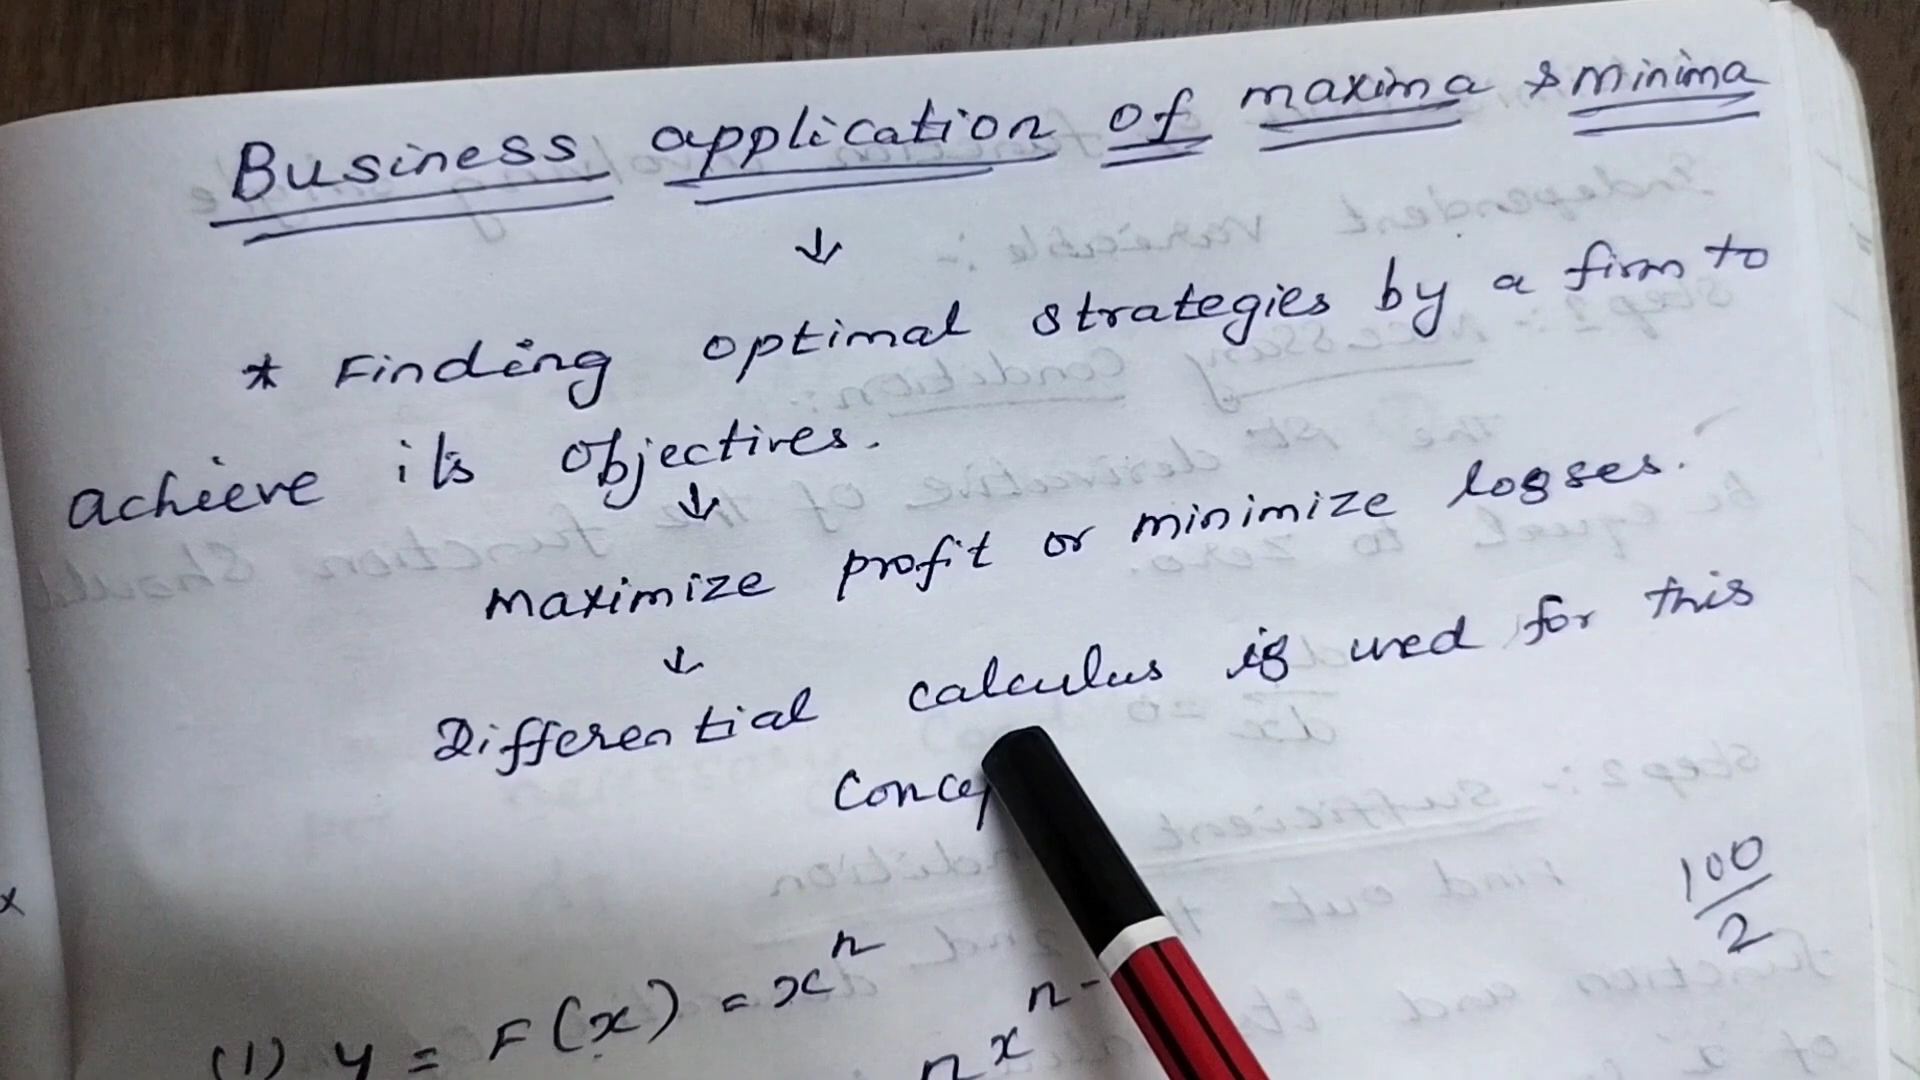 Business application of maxima & minima
↓
* Finding optimal strategies by a firm to
achieve its objectives.
↓
Maximize profit or minimize losses.
↓
Differential calculus is used for this
Conce
100
2
(1) y = F(x) = x^n
n x^n-
x